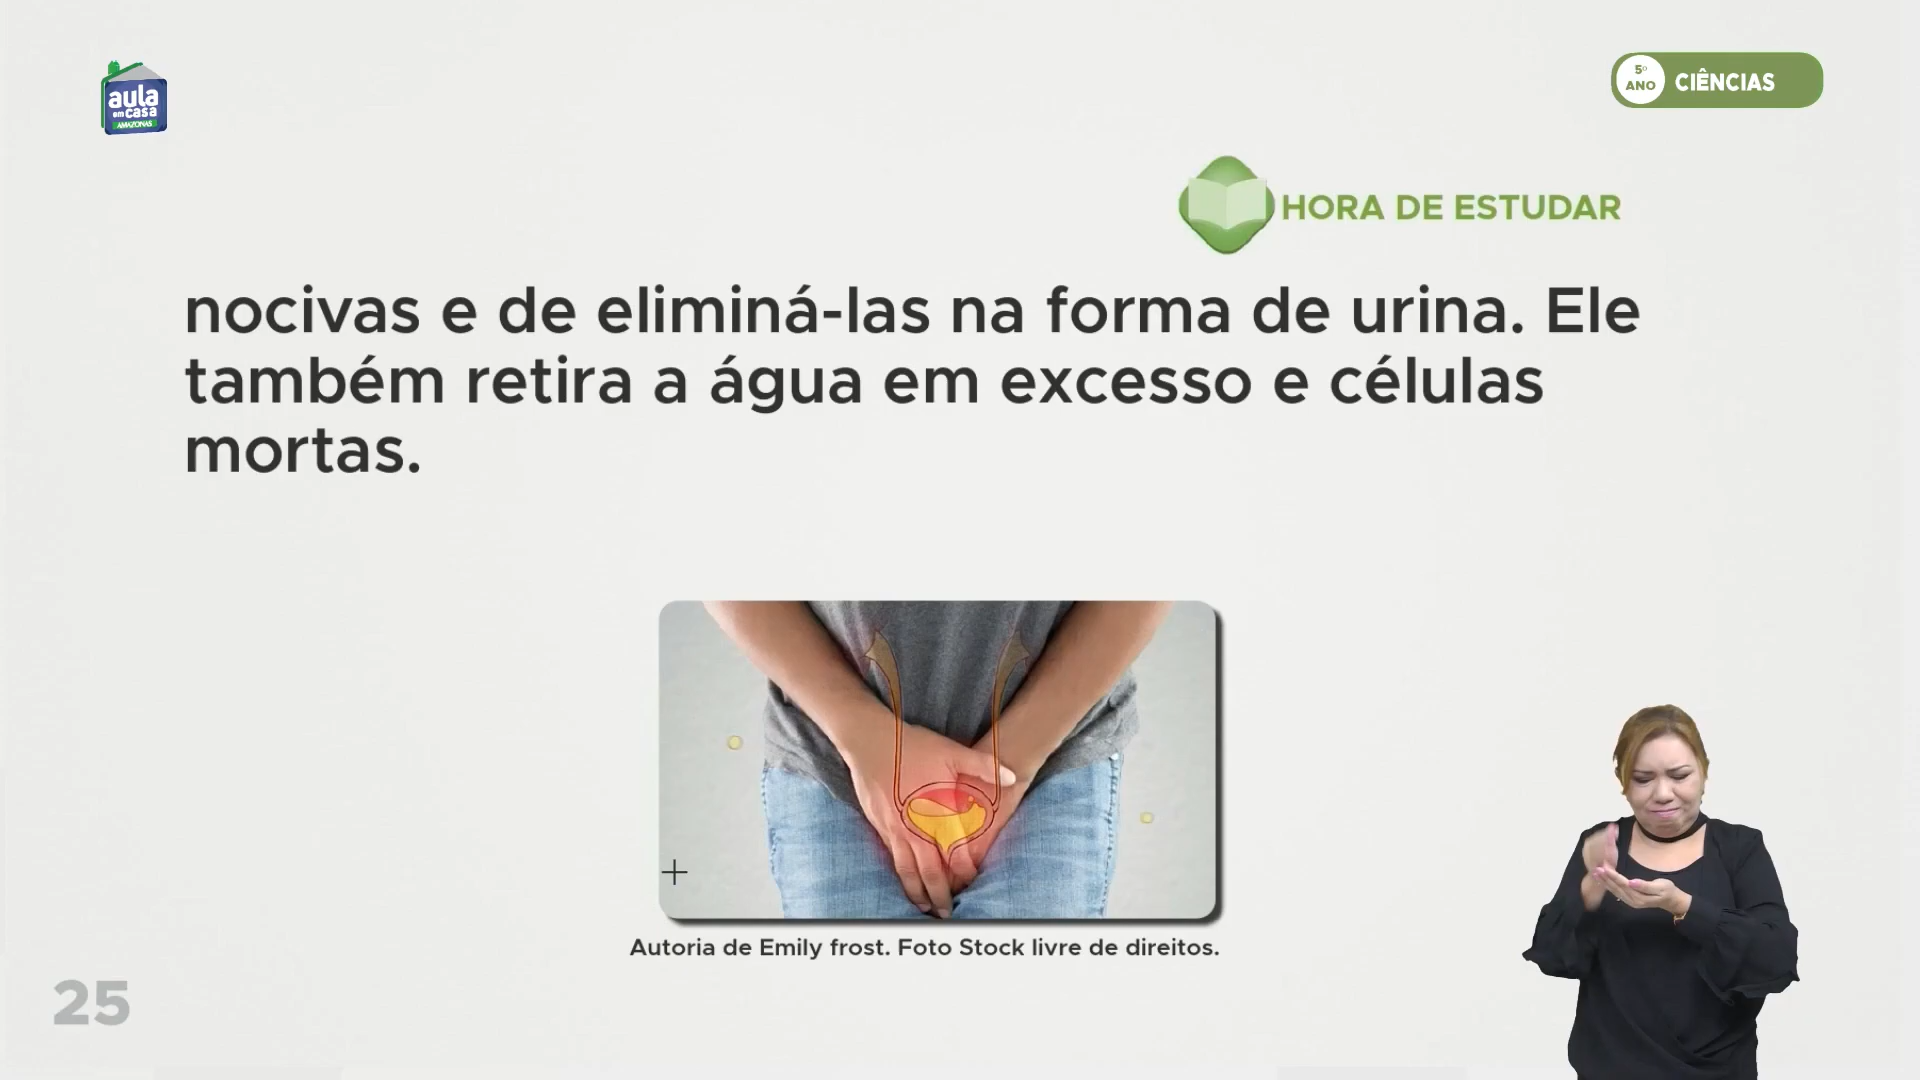 aula
em casa
AMAZONAS
5º
ANO
CIÊNCIAS
HORA DE ESTUDAR
nocivas e de eliminá-las na forma de urina. Ele
também retira a água em excesso e células
mortas.
Autoria de Emily frost. Foto Stock livre de direitos.
25